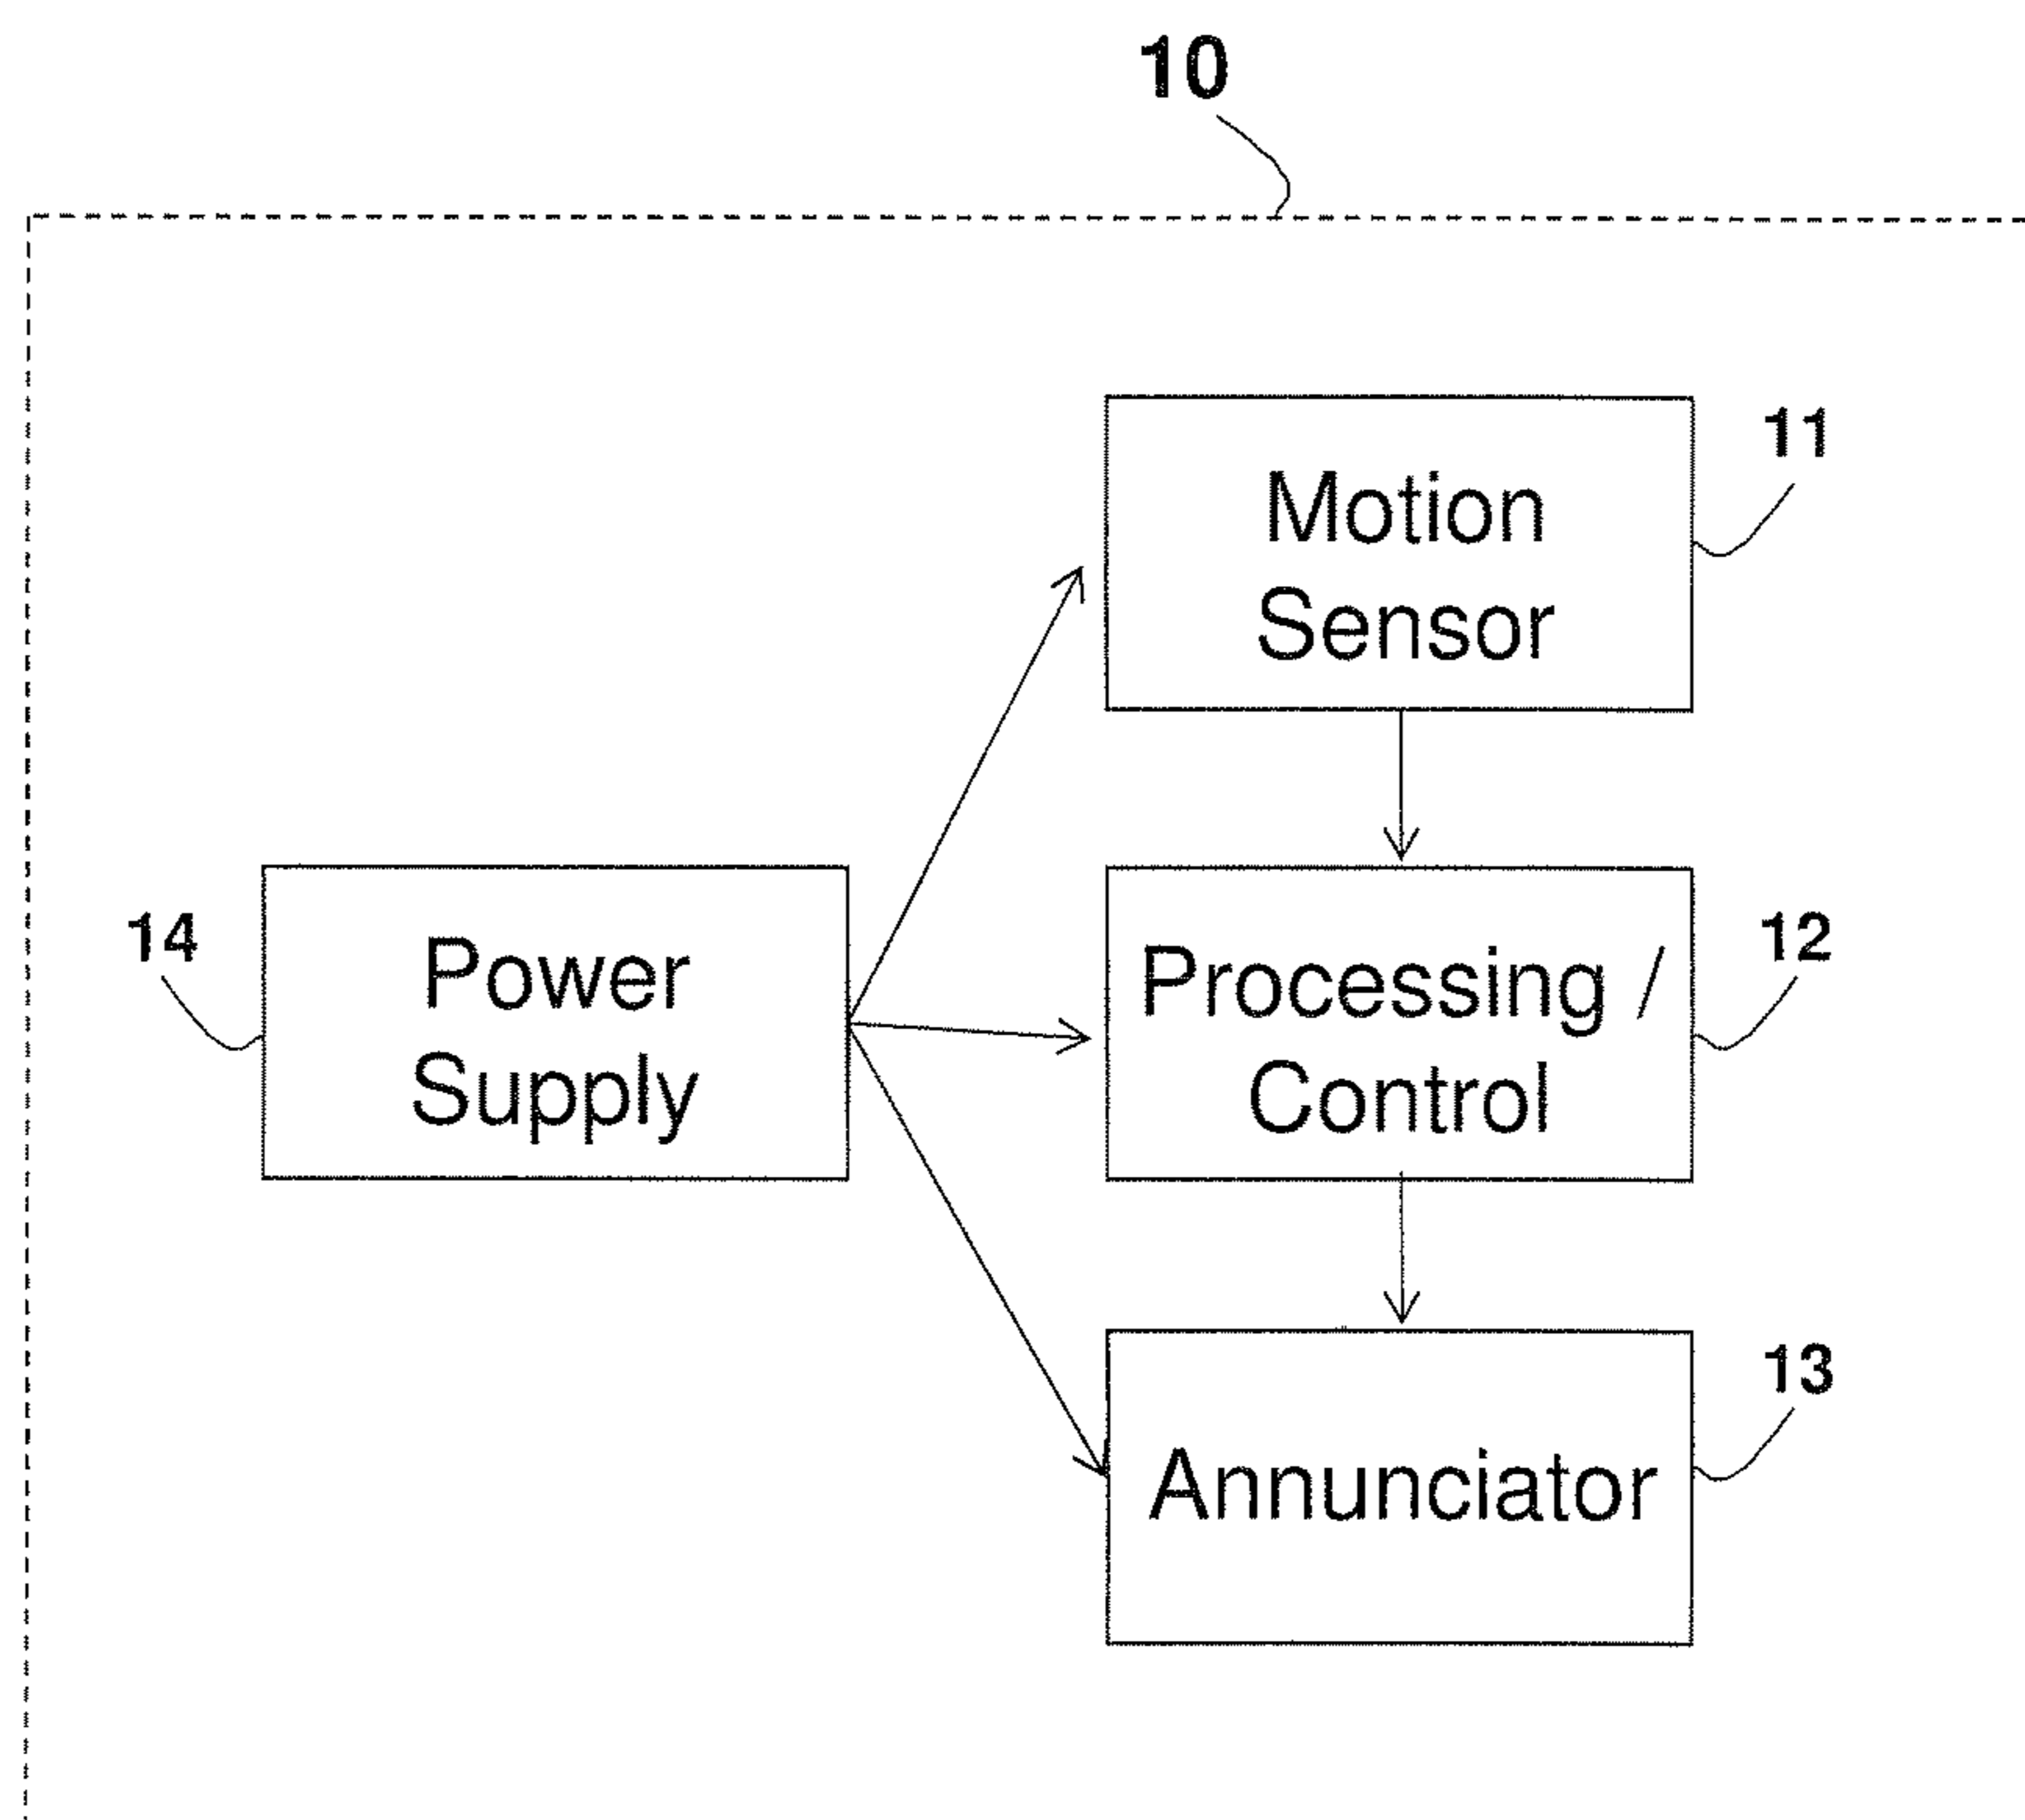 10
Motion
Sensor
11
14
Power
Supply
Processing /
Control
12
Annunciator
13